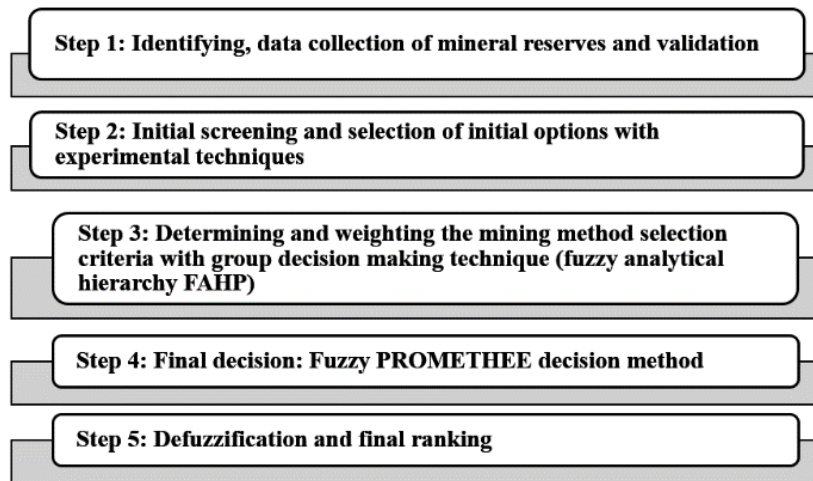 Step 1: Identifying, data collection of mineral reserves and validation
Step 2: Initial screening and selection of initial options with
experimental techniques
Step 3: Determining and weighting the mining method selection
criteria with group decision making technique (fuzzy analytical
hierarchy FAHP)
Step 4: Final decision: Fuzzy PROMETHEE decision method
Step 5: Defuzzification and final ranking